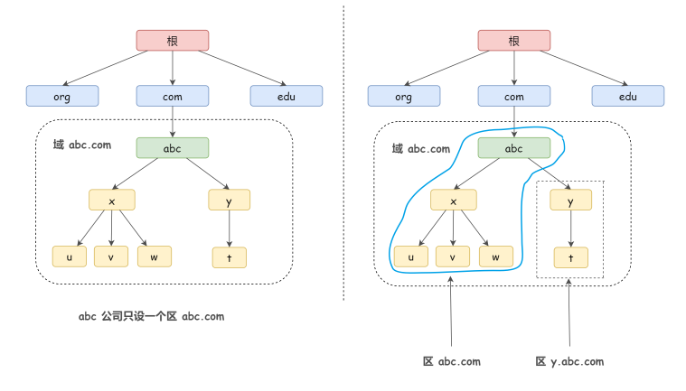 根
org
com
edu
域 abc.com
abc
x
y
u
v
w
t
abc 公司只设一个区 abc.com
根
org
com
edu
域 abc.com
abc
x
y
u
v
w
t
区 abc.com
区 y.abc.com